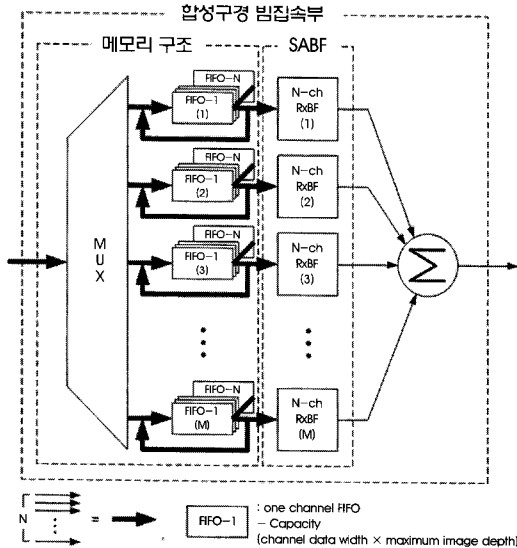 합성구경 빔집속부
메모리 구조
SABF
MUX
FIFO-N
FIFO-1
(1)
N-ch
RxBF
(1)
FIFO-N
FIFO-1
(2)
N-ch
RxBF
(2)
FIFO-N
FIFO-1
(3)
N-ch
RxBF
(3)
Σ
FIFO-N
FIFO-1
(M)
N-ch
RxBF
(M)
N
=
FIFO-1
: one channel FIFO
- Capacity
(channel data width × maximum image depth)